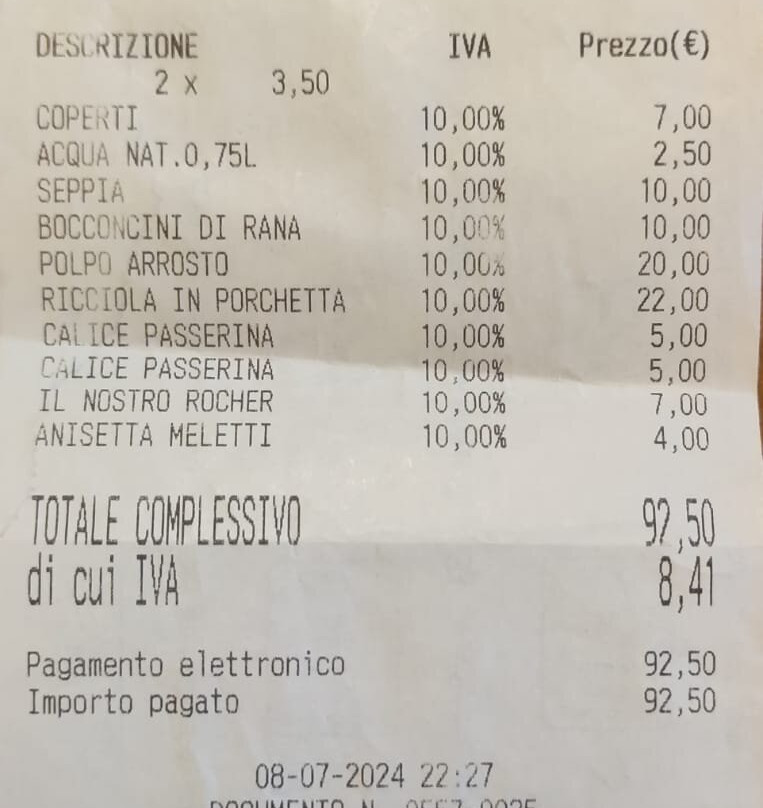 DESCRIZIONE IVA Prezzo(€)
2 x 3,50
COPERTI 10,00% 7,00
ACQUA NAT.0,75L 10,00% 2,50
SEPPIA 10,00% 10,00
BOCCONCINI DI RANA 10,00% 10,00
POLPO ARROSTO 10,00% 20,00
RICCIOLA IN PORCHETTA 10,00% 22,00
CALICE PASSERINA 10,00% 5,00
CALICE PASSERINA 10,00% 5,00
IL NOSTRO ROCHER 10,00% 7,00
ANISETTA MELETTI 10,00% 4,00
TOTALE COMPLESSIVO 92,50
di cui IVA 8,41
Pagamento elettronico 92,50
Importo pagato 92,50
08-07-2024 22:27
DOCUMENTO N.